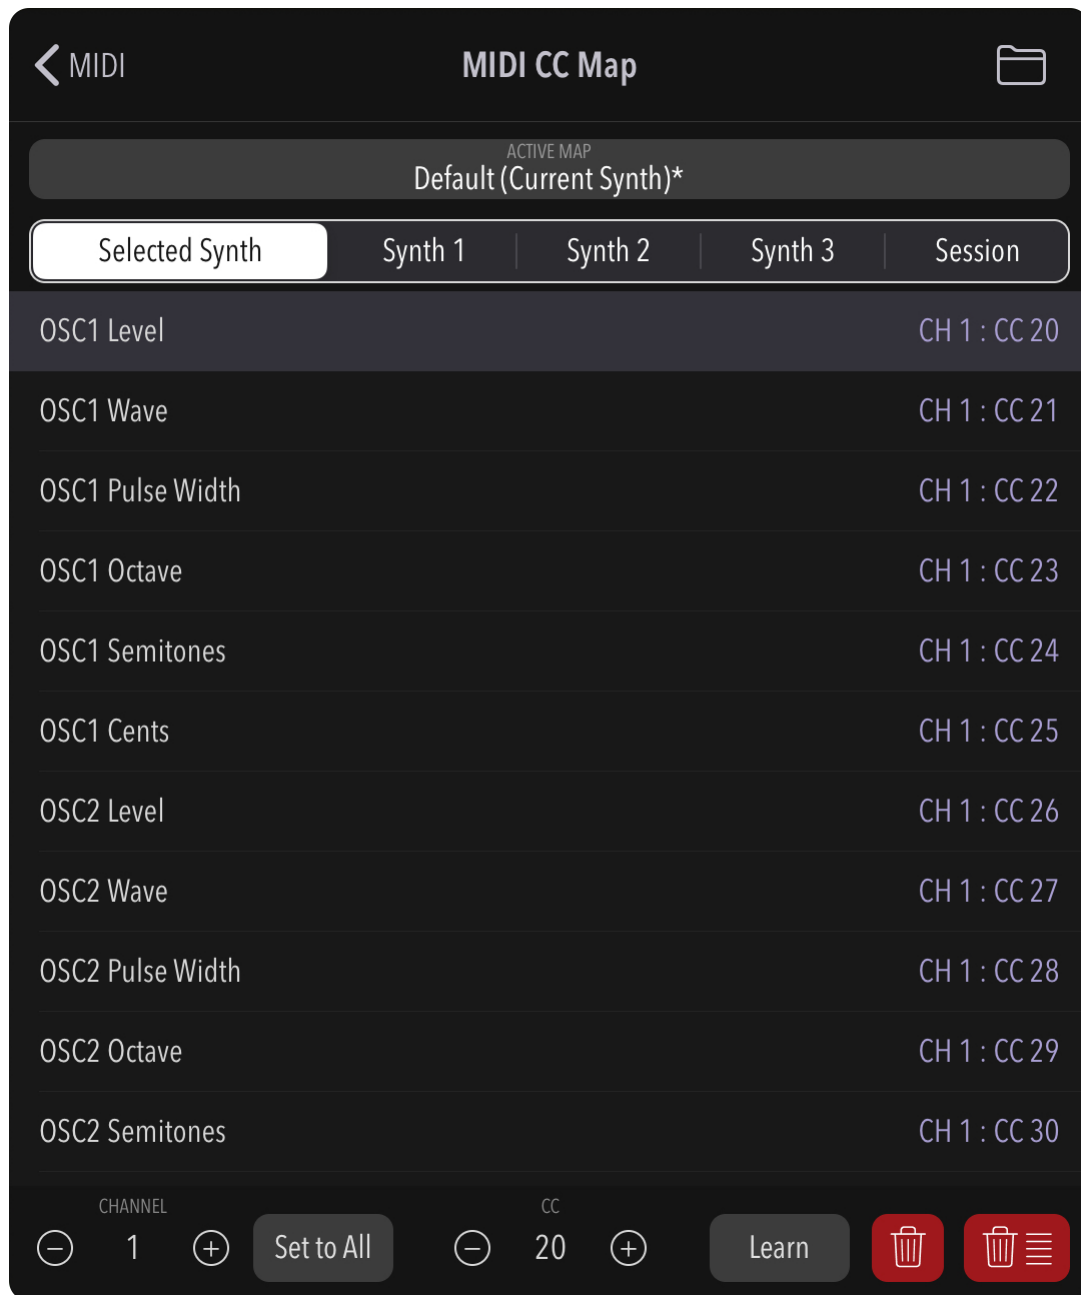 MIDI
MIDI CC Map
ACTIVE MAP
Default (Current Synth)*
Selected Synth Synth 1 Synth 2 Synth 3 Session
OSC1 Level CH 1 : CC 20
OSC1 Wave CH 1 : CC 21
OSC1 Pulse Width CH 1 : CC 22
OSC1 Octave CH 1 : CC 23
OSC1 Semitones CH 1 : CC 24
OSC1 Cents CH 1 : CC 25
OSC2 Level CH 1 : CC 26
OSC2 Wave CH 1 : CC 27
OSC2 Pulse Width CH 1 : CC 28
OSC2 Octave CH 1 : CC 29
OSC2 Semitones CH 1 : CC 30
CHANNEL CC
1 Set to All 20 Learn